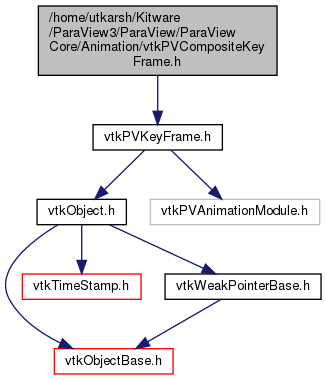 /home/utkarsh/Kitware
/ParaView3/ParaView/ParaView
Core/Animation/vtkPVCompositeKey
Frame.h
vtkPVKeyFrame.h
vtkObject.h
vtkPVAnimationModule.h
vtkTimeStamp.h
vtkWeakPointerBase.h
vtkObjectBase.h